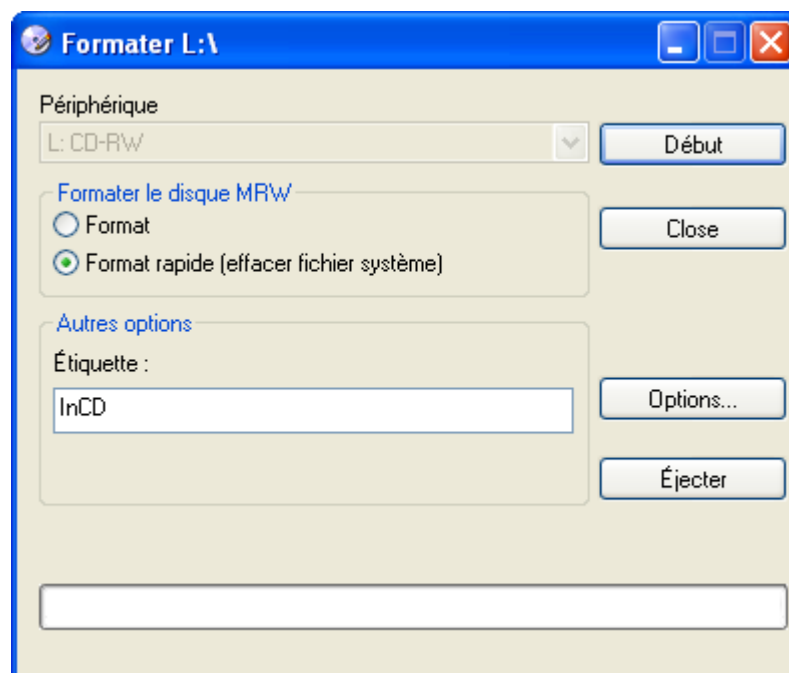 Formater L:\
Périphérique
L: CD-RW
Début
Formater le disque MRW
Format
Close
Format rapide (effacer fichier système)
Autres options
Étiquette :
InCD
Options...
Éjecter